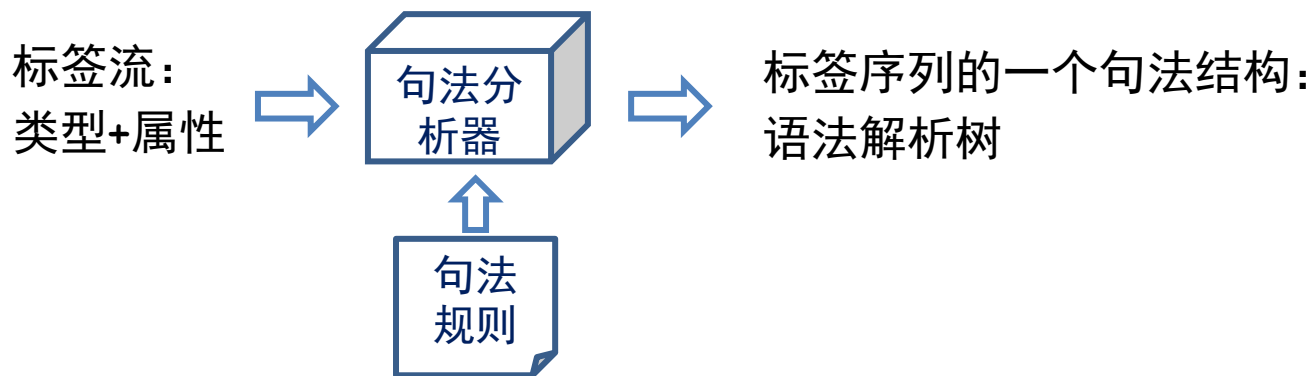 标签流：
类型+属性
句法分
析器
标签序列的一个句法结构：
语法解析树
句法
规则